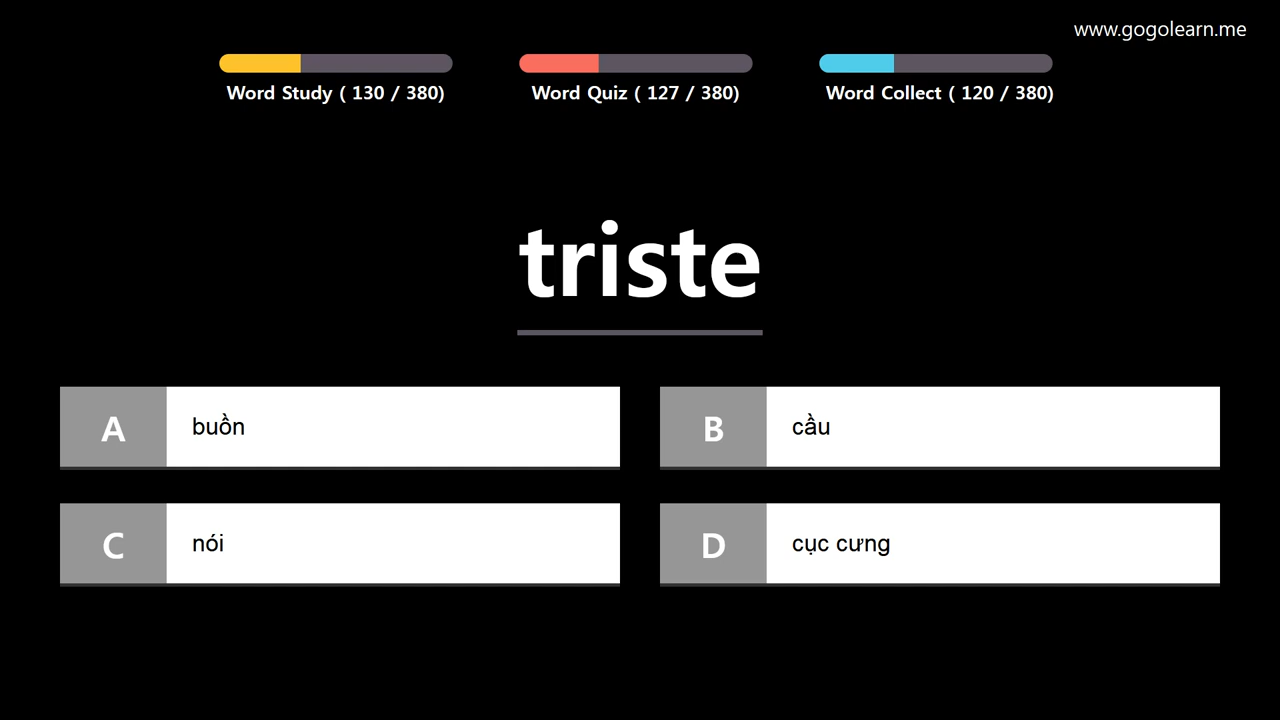 www.gogolearn.me
Word Study ( 130 / 380)
Word Quiz ( 127 / 380)
Word Collect ( 120 / 380)
triste
A buồn
B cầu
C nói
D cục cưng